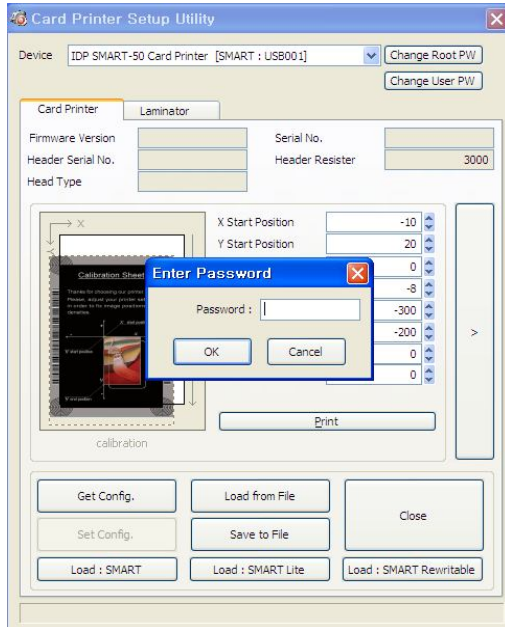 Card Printer Setup Utility
Device IDP SMART-50 Card Printer [SMART : USB001] Change Root PW
Change User PW
Card Printer Laminator
Firmware Version Serial No.
Header Serial No. Header Resister 3000
Head Type
X
X Start Position -10
Y Start Position 20
0
-8
-300
-200
0
0
Calibration Sheet
Enter Password
Password :
OK Cancel
>
Print
calibration
Get Config. Load from File Close
Set Config. Save to File
Load : SMART Load : SMART Lite Load : SMART Rewritable